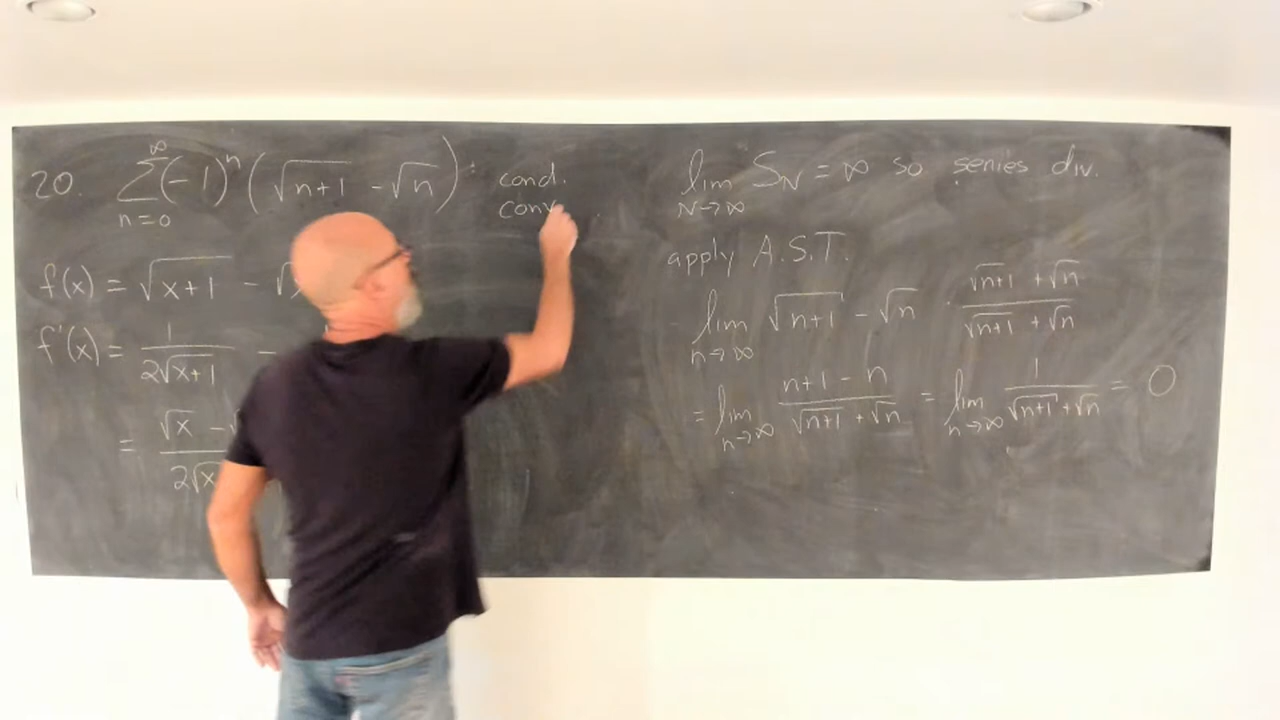 20. ∞ Σ n=0 (-1)^n (√n+1 - √n) : cond. conv
f(x) = √x+1 - √x
f'(x) = 1 / 2√x+1 -
= √x - / 2√x
lim N→∞ S_N = ∞ so series div.
apply A.S.T.
lim n→∞ √n+1 - √n · √n+1 + √n / √n+1 + √n
= lim n→∞ n+1 - n / √n+1 + √n = lim n→∞ 1 / √n+1 + √n = 0